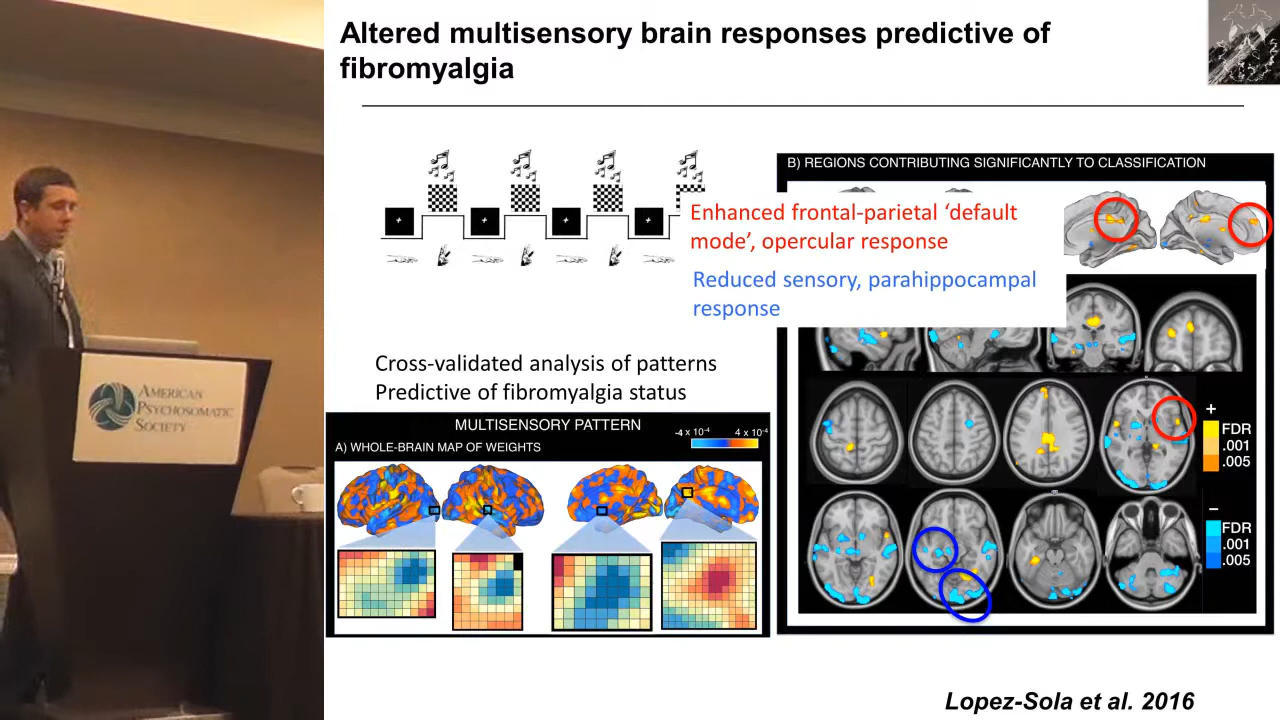 Altered multisensory brain responses predictive of
fibromyalgia
B) REGIONS CONTRIBUTING SIGNIFICANTLY TO CLASSIFICATION
Enhanced frontal-parietal ‘default
mode’, opercular response
Reduced sensory, parahippocampal
response
Cross-validated analysis of patterns
Predictive of fibromyalgia status
MULTISENSORY PATTERN
-4 x 10⁻⁴ 4 x 10⁻⁴
A) WHOLE-BRAIN MAP OF WEIGHTS
+
FDR
.001
.005
−
FDR
.001
.005
AMERICAN
PSYCHOSOMATIC
SOCIETY
Lopez-Sola et al. 2016